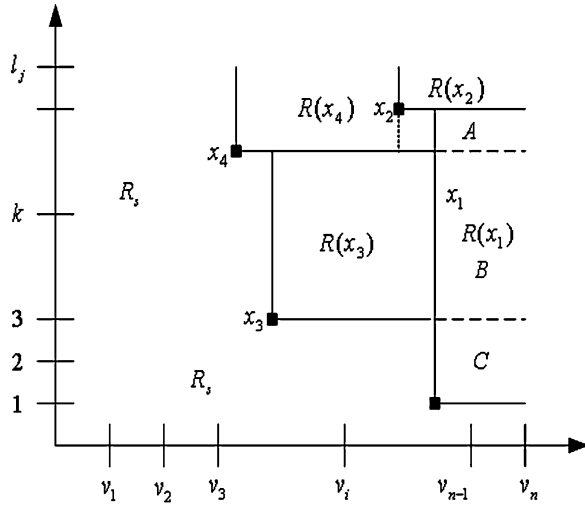 l_j
R(x_2)
R(x_4) x_2
A
x_4
R_s x_1
k
R(x_1)
R(x_3)
B
3 x_3
2 R_s C
1
v_1 v_2 v_3 v_i v_{n-1} v_n